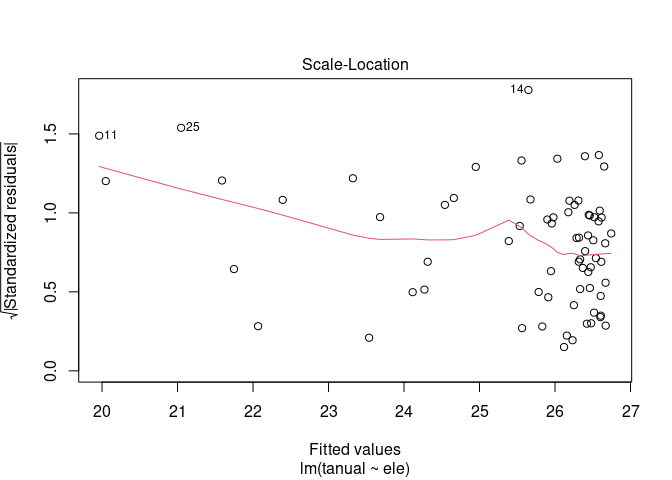 Scale-Location
√|Standardized residuals|
0.0 0.5 1.0 1.5
14
11
25
20 21 22 23 24 25 26 27
Fitted values
lm(tanual ~ ele)